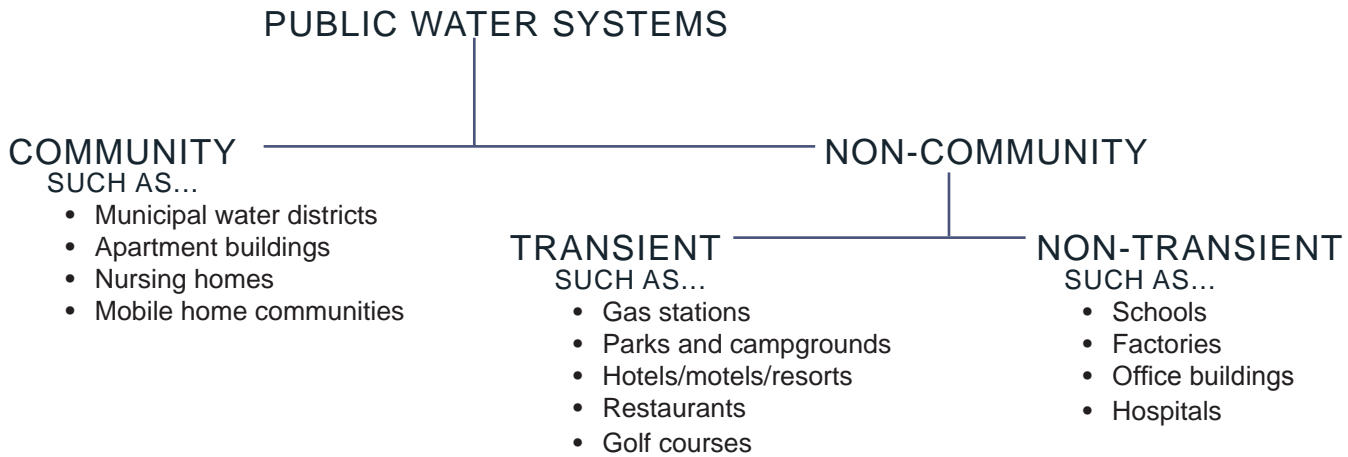 PUBLIC WATER SYSTEMS
COMMUNITY
SUCH AS...
• Municipal water districts
• Apartment buildings
• Nursing homes
• Mobile home communities
NON-COMMUNITY
TRANSIENT
SUCH AS...
• Gas stations
• Parks and campgrounds
• Hotels/motels/resorts
• Restaurants
• Golf courses
NON-TRANSIENT
SUCH AS...
• Schools
• Factories
• Office buildings
• Hospitals